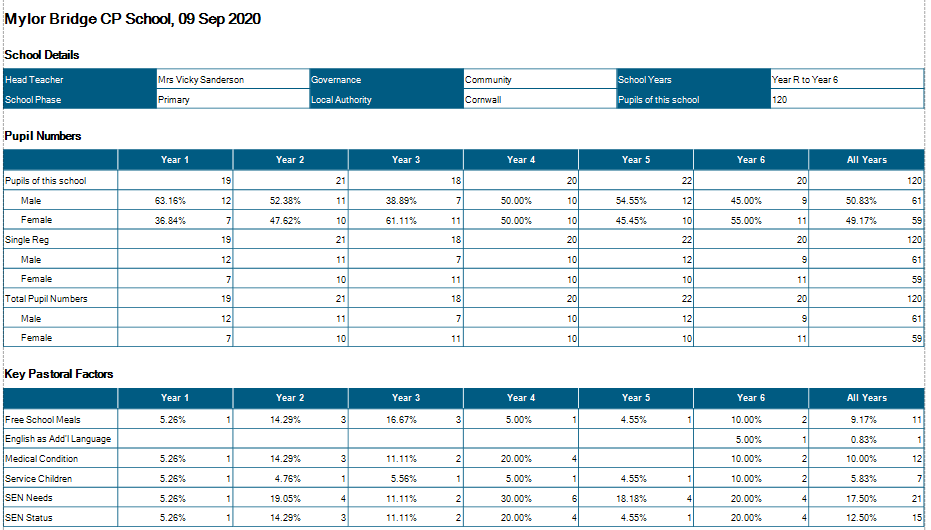 Mylor Bridge CP School, 09 Sep 2020
School Details
Head Teacher Mrs Vicky Sanderson Governance Community School Years Year R to Year 6
School Phase Primary Local Authority Cornwall Pupils of this school 120
Pupil Numbers
Year 1 Year 2 Year 3 Year 4 Year 5 Year 6 All Years
Pupils of this school 19 21 18 20 22 20 120
Male 63.16% 12 52.38% 11 38.89% 7 50.00% 10 54.55% 12 45.00% 9 50.83% 61
Female 36.84% 7 47.62% 10 61.11% 11 50.00% 10 45.45% 10 55.00% 11 49.17% 59
Single Reg 19 21 18 20 22 20 120
Male 12 11 7 10 12 9 61
Female 7 10 11 10 10 11 59
Total Pupil Numbers 19 21 18 20 22 20 120
Male 12 11 7 10 12 9 61
Female 7 10 11 10 10 11 59
Key Pastoral Factors
Year 1 Year 2 Year 3 Year 4 Year 5 Year 6 All Years
Free School Meals 5.26% 1 14.29% 3 16.67% 3 5.00% 1 4.55% 1 10.00% 2 9.17% 11
English as Add'l Language 5.00% 1 0.83% 1
Medical Condition 5.26% 1 14.29% 3 11.11% 2 20.00% 4 10.00% 2 10.00% 12
Service Children 5.26% 1 4.76% 1 5.56% 1 5.00% 1 4.55% 1 10.00% 2 5.83% 7
SEN Needs 5.26% 1 19.05% 4 11.11% 2 30.00% 6 18.18% 4 20.00% 4 17.50% 21
SEN Status 5.26% 1 14.29% 3 11.11% 2 20.00% 4 4.55% 1 20.00% 4 12.50% 15